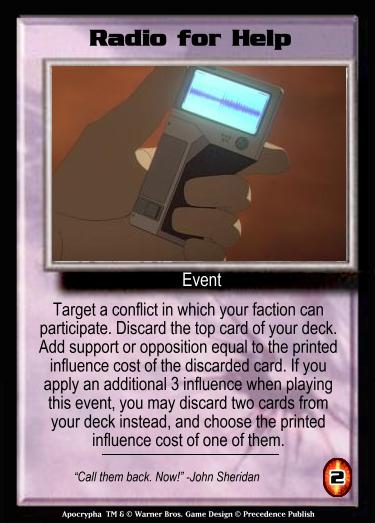 Radio for Help
Event
Target a conflict in which your faction can
participate. Discard the top card of your deck.
Add support or opposition equal to the printed
influence cost of the discarded card. If you
apply an additional 3 influence when playing
this event, you may discard two cards from
your deck instead, and choose the printed
influence cost of one of them.
"Call them back. Now!" -John Sheridan
2
Apocrypha TM & © Warner Bros. Game Design © Precedence Publish